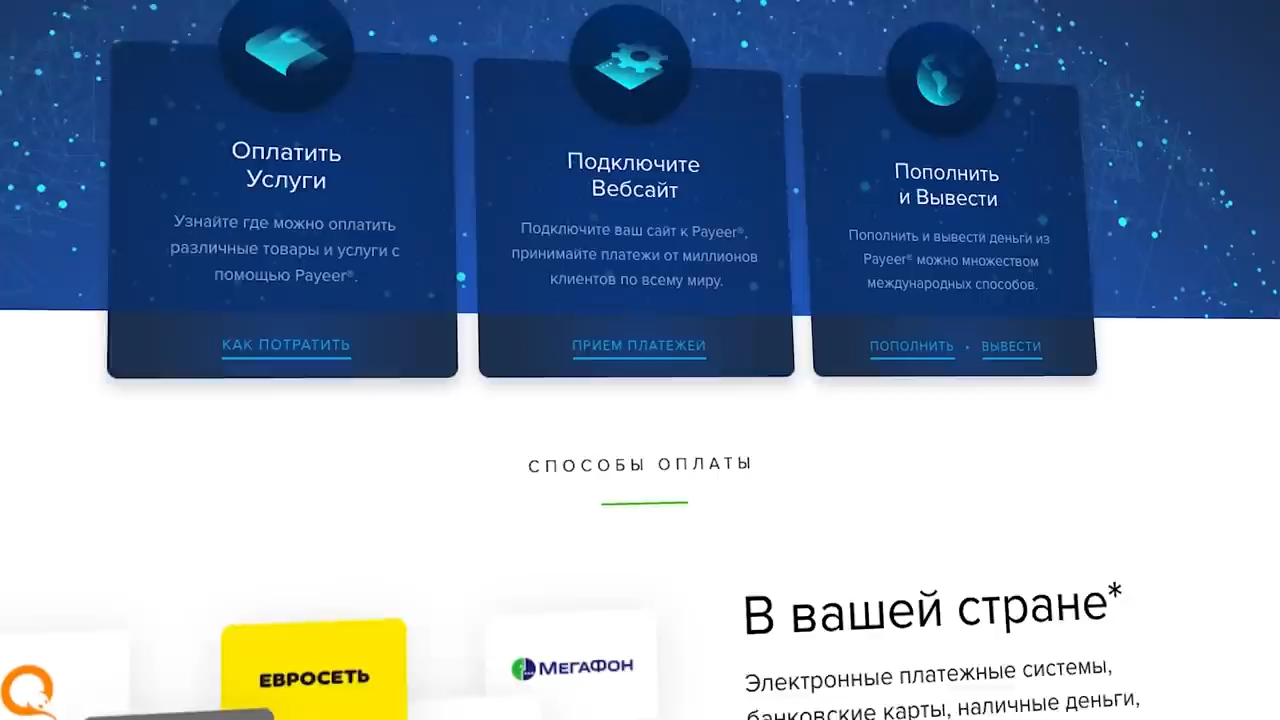 Оплатить
Услуги
Узнайте где можно оплатить
различные товары и услуги с
помощью Payeer®.
КАК ПОТРАТИТЬ
Подключите
Вебсайт
Подключите ваш сайт к Payeer®,
принимайте платежи от миллионов
клиентов по всему миру.
ПРИЕМ ПЛАТЕЖЕЙ
Пополнить
и Вывести
Пополнить и вывести деньги из
Payeer® можно множеством
международных способов.
ПОПОЛНИТЬ • ВЫВЕСТИ
СПОСОБЫ ОПЛАТЫ
ЕВРОСЕТЬ
МЕГАФОН
В вашей стране*
Электронные платежные системы,
банковские карты, наличные деньги,